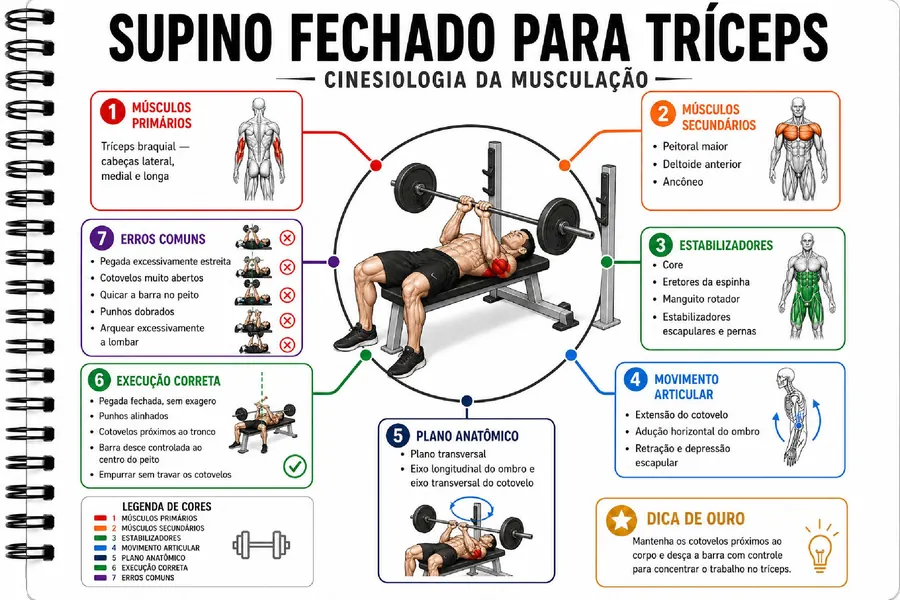 SUPINO FECHADO PARA TRÍCEPS
CINESIOLOGIA DA MUSCULAÇÃO
1 MÚSCULOS
PRIMÁRIOS
Tríceps braquial —
cabeças lateral,
medial e longa
2 MÚSCULOS
SECUNDÁRIOS
• Peitoral maior
• Deltoide anterior
• Ancôneo
7 ERROS COMUNS
• Pegada excessivamente estreita
• Cotovelos muito abertos
• Quicar a barra no peito
• Punhos dobrados
• Arquear excessivamente
a lombar
3 ESTABILIZADORES
• Core
• Eretores da espinha
• Manguito rotador
• Estabilizadores
escapulares e pernas
6 EXECUÇÃO CORRETA
• Pegada fechada, sem exagero
• Punhos alinhados
• Cotovelos próximos ao tronco
• Barra desce controlada ao
centro do peito
• Empurrar sem travar os cotovelos
4 MOVIMENTO
ARTICULAR
• Extensão do cotovelo
• Adução horizontal do ombro
• Retração e depressão
escapular
5 PLANO ANATÔMICO
• Plano transversal
• Eixo longitudinal do ombro e
eixo transversal do cotovelo
LEGENDA DE CORES
1 MÚSCULOS PRIMÁRIOS
2 MÚSCULOS SECUNDÁRIOS
3 ESTABILIZADORES
4 MOVIMENTO ARTICULAR
5 PLANO ANATÔMICO
6 EXECUÇÃO CORRETA
7 ERROS COMUNS
DICA DE OURO
Mantenha os cotovelos próximos ao
corpo e desça a barra com controle
para concentrar o trabalho no tríceps.